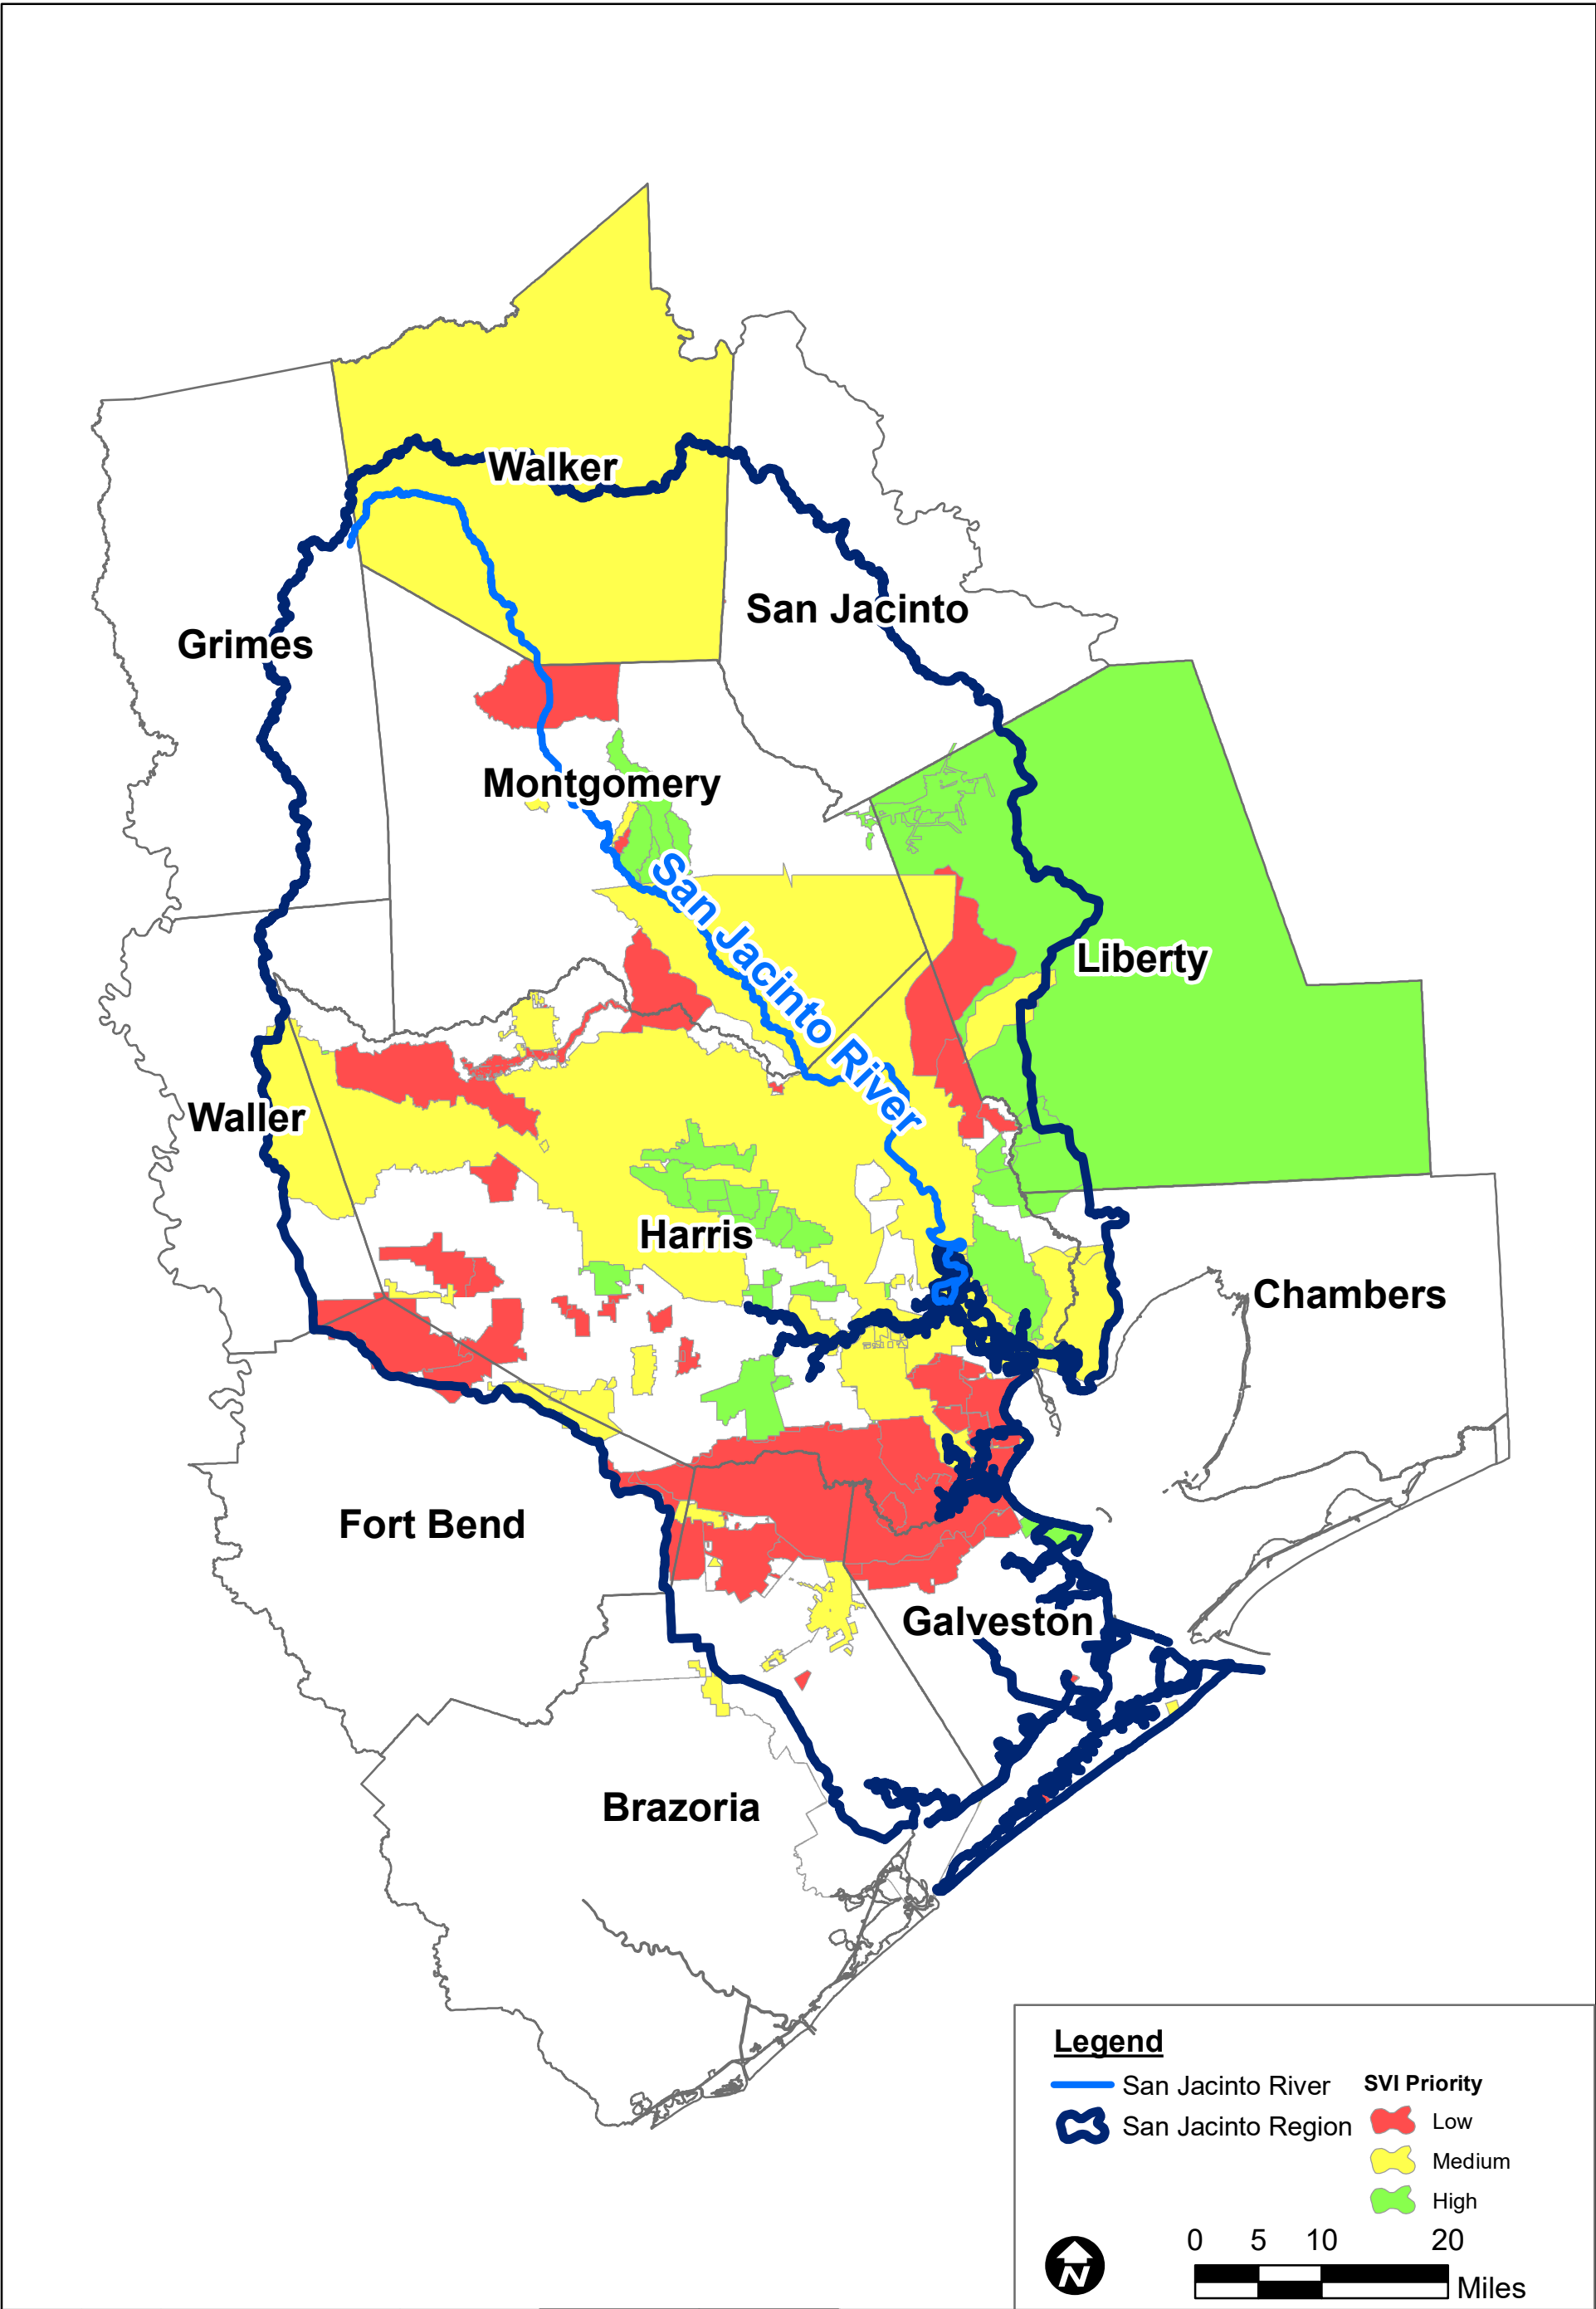 Walker
San Jacinto
Grimes
Montgomery
San Jacinto River
Liberty
Waller
Harris
Chambers
Fort Bend
Galveston
Brazoria
Legend
San Jacinto River
San Jacinto Region
SVI Priority
Low
Medium
High
N
0 5 10 20
Miles